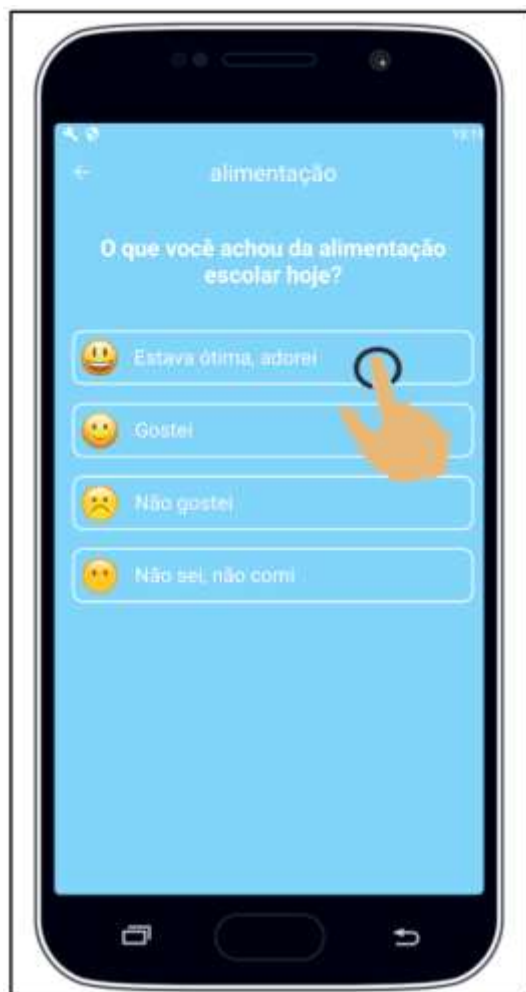 alimentação
O que você achou da alimentação
escolar hoje?
Estava ótima, adorei
Gostei
Não gostei
Não sei, não comi